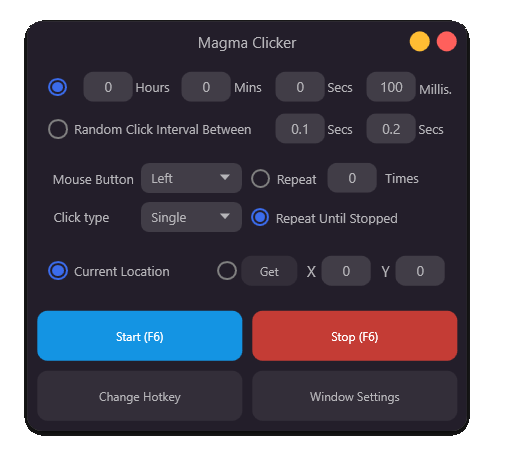 Magma Clicker
0 Hours 0 Mins 0 Secs 100 Millis.
Random Click Interval Between 0.1 Secs 0.2 Secs
Mouse Button Left Repeat 0 Times
Click type Single Repeat Until Stopped
Current Location Get X 0 Y 0
Start (F6) Stop (F6)
Change Hotkey Window Settings